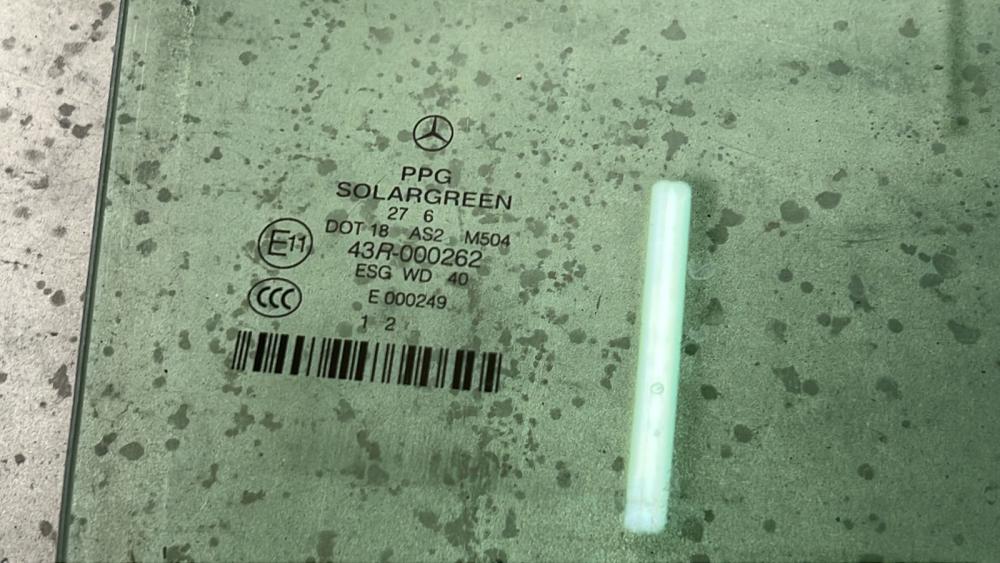 PPG
SOLARGREEN
27 6
DOT 18 AS2 M504
E11
43R-000262
ESG WD 40
CCC
E 000249
1 2